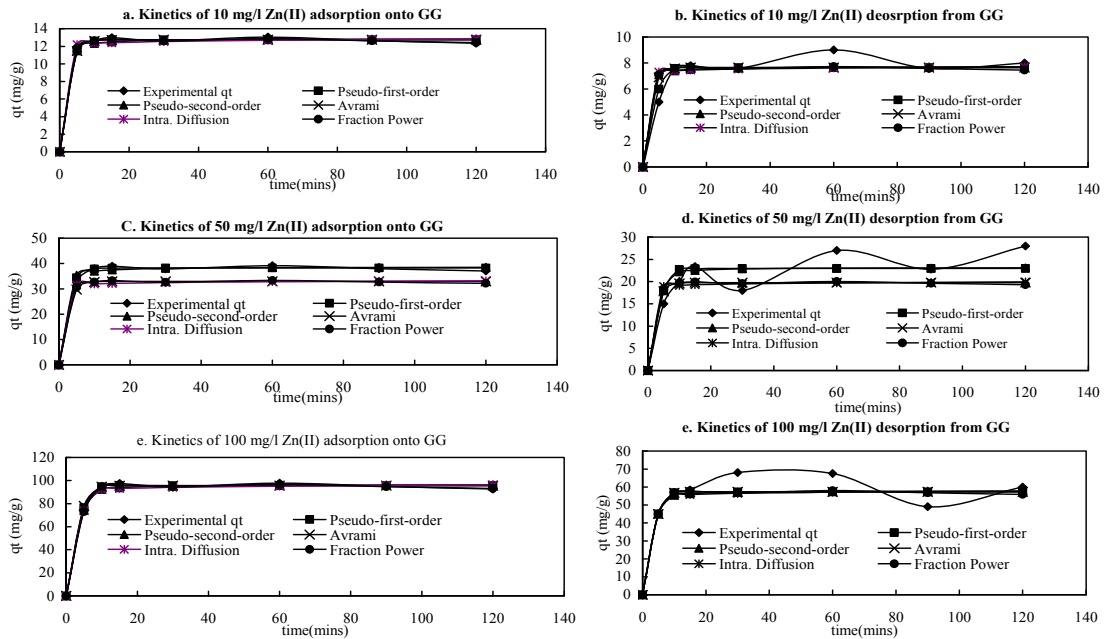 a. Kinetics of 10 mg/l Zn(II) adsorption onto GG
14
12
10
8
6
4
2
0
qt (mg/g)
Experimental qt
Pseudo-first-order
Pseudo-second-order
Avrami
Intra. Diffusion
Fraction Power
0 20 40 60 80 100 120 140
time(mins)
b. Kinetics of 10 mg/l Zn(II) deosrption from GG
10
8
6
4
2
0
qt (mg/g)
Experimental qt
Pseudo-first-order
Pseudo-second-order
Avrami
Intra. Diffusion
Fraction Power
0 20 40 60 80 100 120 140
time(mins)
C. Kinetics of 50 mg/l Zn(II) adsorption onto GG
50
40
30
20
10
0
qt (mg/g)
Experimental qt
Pseudo-first-order
Pseudo-second-order
Avrami
Intra. Diffusion
Fraction Power
0 20 40 60 80 100 120 140
time(mins)
d. Kinetics of 50 mg/l Zn(II) desorption from GG
30
25
20
15
10
5
0
qt (mg/g)
Experimental qt
Pseudo-first-order
Pseudo-second-order
Avrami
Intra. Diffusion
Fraction Power
0 20 40 60 80 100 120 140
time(mins)
e. Kinetics of 100 mg/l Zn(II) adsorption onto GG
120
100
80
60
40
20
0
qt (mg/g)
Experimental qt
Pseudo-first-order
Pseudo-second-order
Avrami
Intra. Diffusion
Fraction Power
0 20 40 60 80 100 120 140
time(mins)
e. Kinetics of 100 mg/l Zn(II) desorption from GG
80
70
60
50
40
30
20
10
0
qt (mg/g)
Experimental qt
Pseudo-first-order
Pseudo-second-order
Avrami
Intra. Diffusion
Fraction Power
0 20 40 60 80 100 120 140
time(mins)